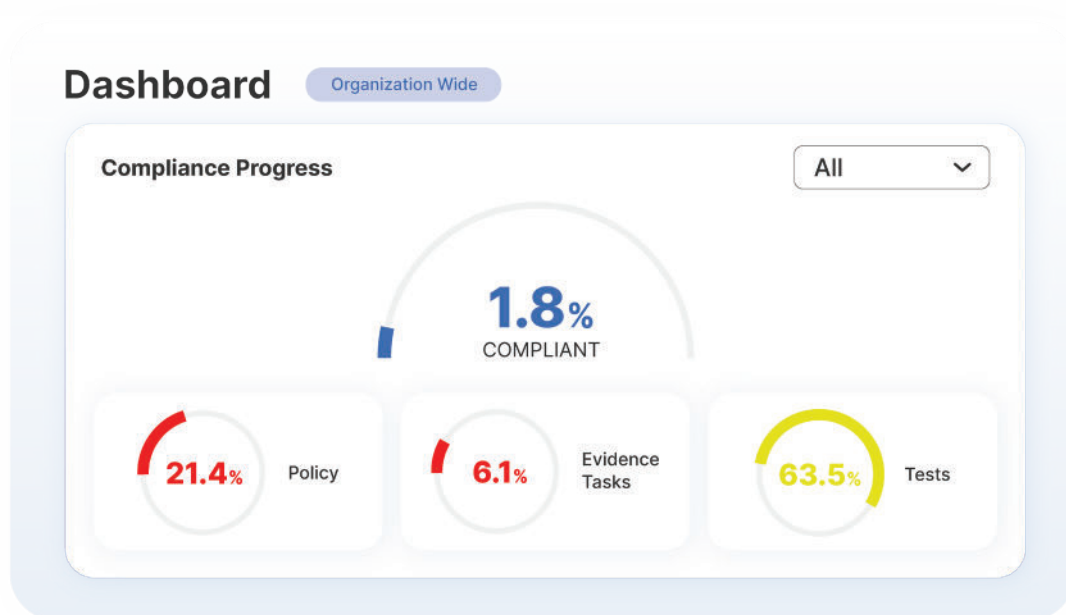 Dashboard
Organization Wide
Compliance Progress
All
1.8%
COMPLIANT
21.4%
Policy
6.1%
Evidence
Tasks
63.5%
Tests